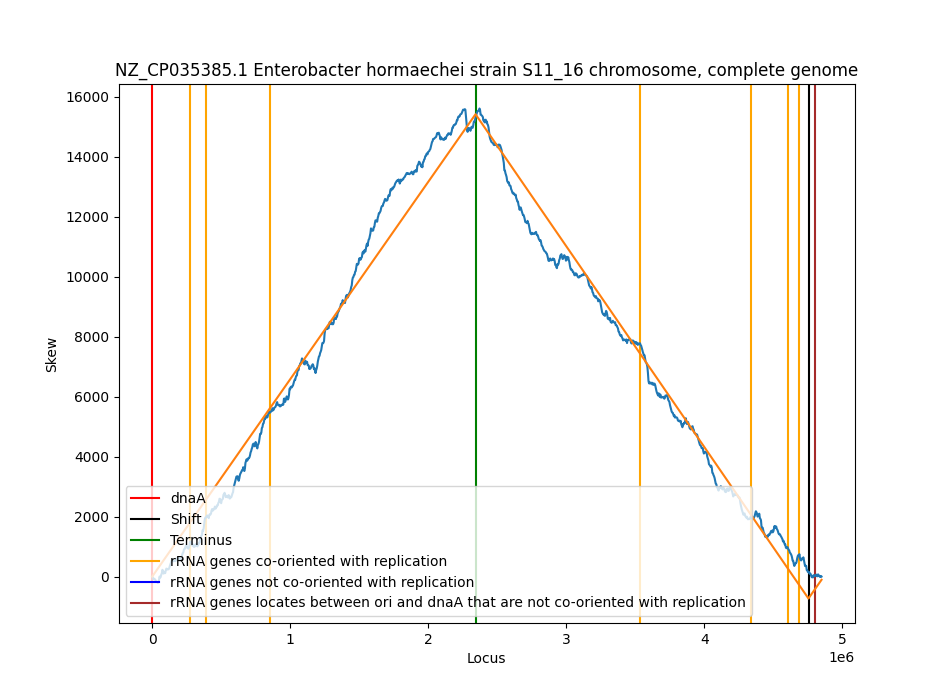 NZ_CP035385.1 Enterobacter hormaechei strain S11_16 chromosome, complete genome
16000
14000
12000
10000
8000
6000
4000
2000
0
Skew
dnaA
Shift
Terminus
rRNA genes co-oriented with replication
rRNA genes not co-oriented with replication
rRNA genes locates between ori and dnaA that are not co-oriented with replication
0 1 2 3 4 5
1e6
Locus